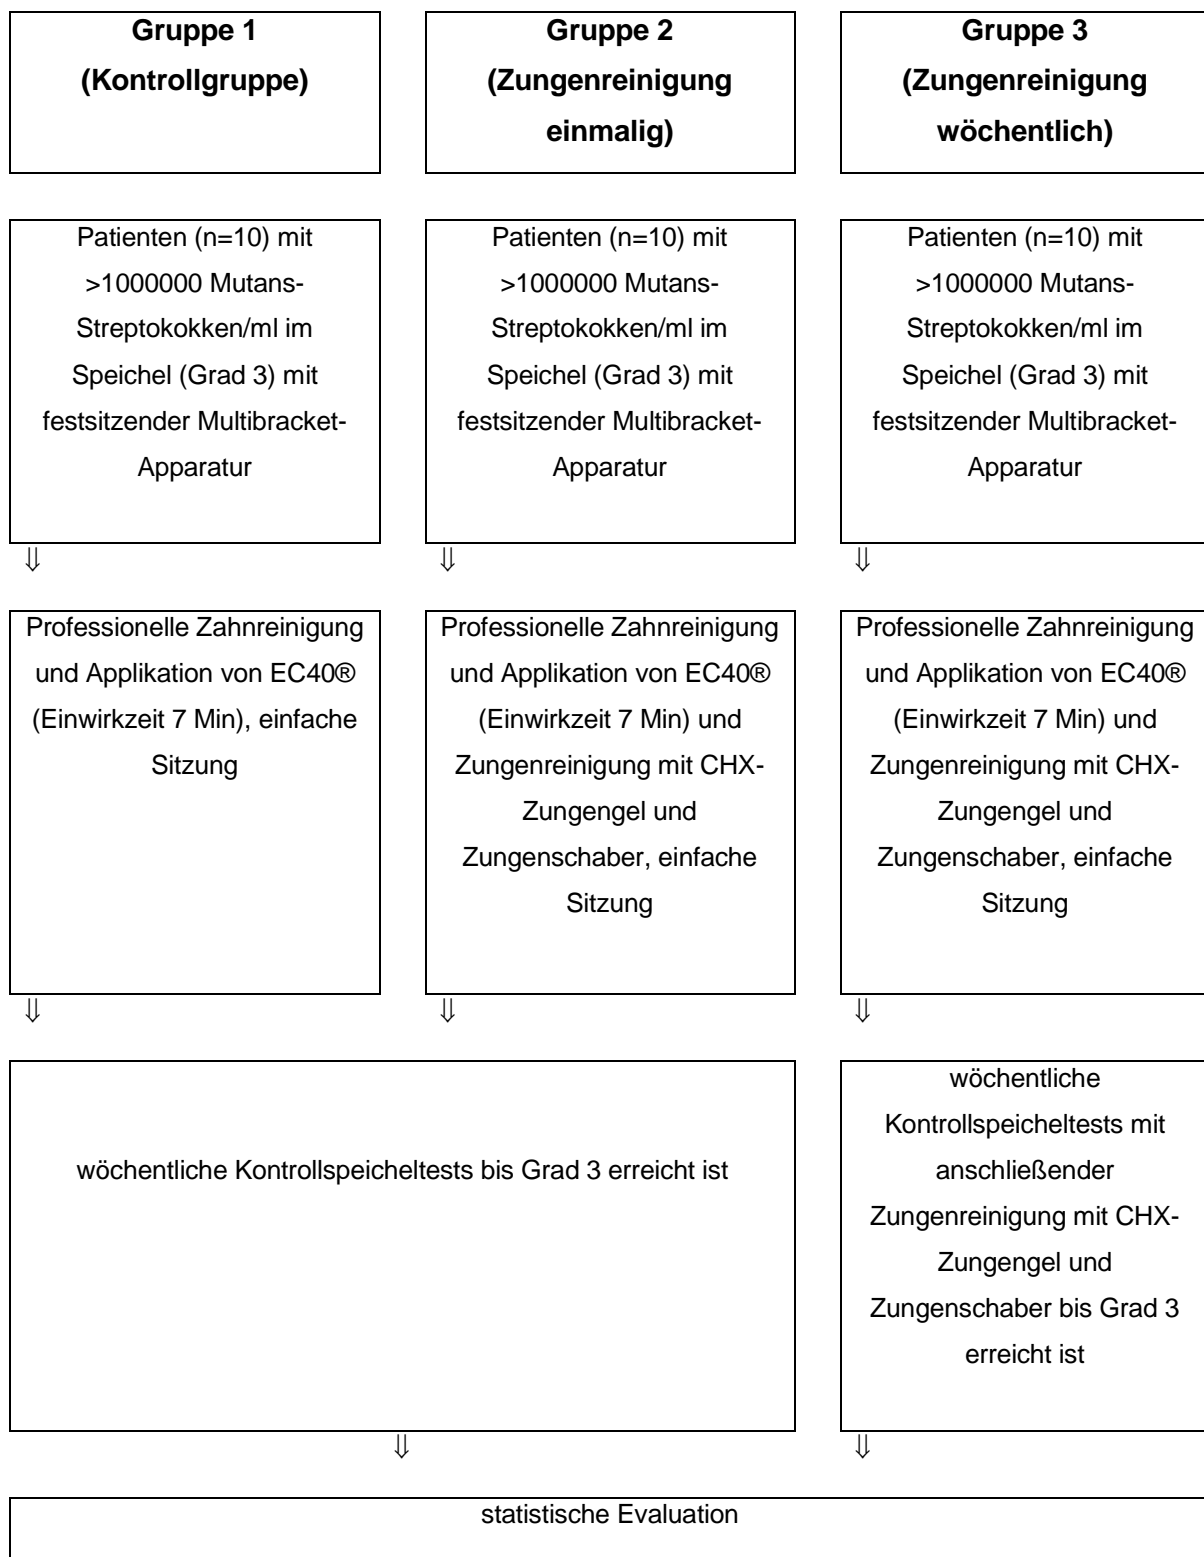 Gruppe 1
(Kontrollgruppe)
Gruppe 2
(Zungenreinigung
einmalig)
Gruppe 3
(Zungenreinigung
wöchentlich)
Patienten (n=10) mit
>1000000 Mutans-
Streptokokken/ml im
Speichel (Grad 3) mit
festsitzender Multibracket-
Apparatur
Patienten (n=10) mit
>1000000 Mutans-
Streptokokken/ml im
Speichel (Grad 3) mit
festsitzender Multibracket-
Apparatur
Patienten (n=10) mit
>1000000 Mutans-
Streptokokken/ml im
Speichel (Grad 3) mit
festsitzender Multibracket-
Apparatur
⇓ ⇓ ⇓
Professionelle Zahnreinigung
und Applikation von EC40®
(Einwirkzeit 7 Min), einfache
Sitzung
Professionelle Zahnreinigung
und Applikation von EC40®
(Einwirkzeit 7 Min) und
Zungenreinigung mit CHX-
Zungengel und
Zungenschaber, einfache
Sitzung
Professionelle Zahnreinigung
und Applikation von EC40®
(Einwirkzeit 7 Min) und
Zungenreinigung mit CHX-
Zungengel und
Zungenschaber, einfache
Sitzung
⇓ ⇓ ⇓
wöchentliche Kontrollspeicheltests bis Grad 3 erreicht ist
wöchentliche
Kontrollspeicheltests mit
anschließender
Zungenreinigung mit CHX-
Zungengel und
Zungenschaber bis Grad 3
erreicht ist
⇓ ⇓
statistische Evaluation